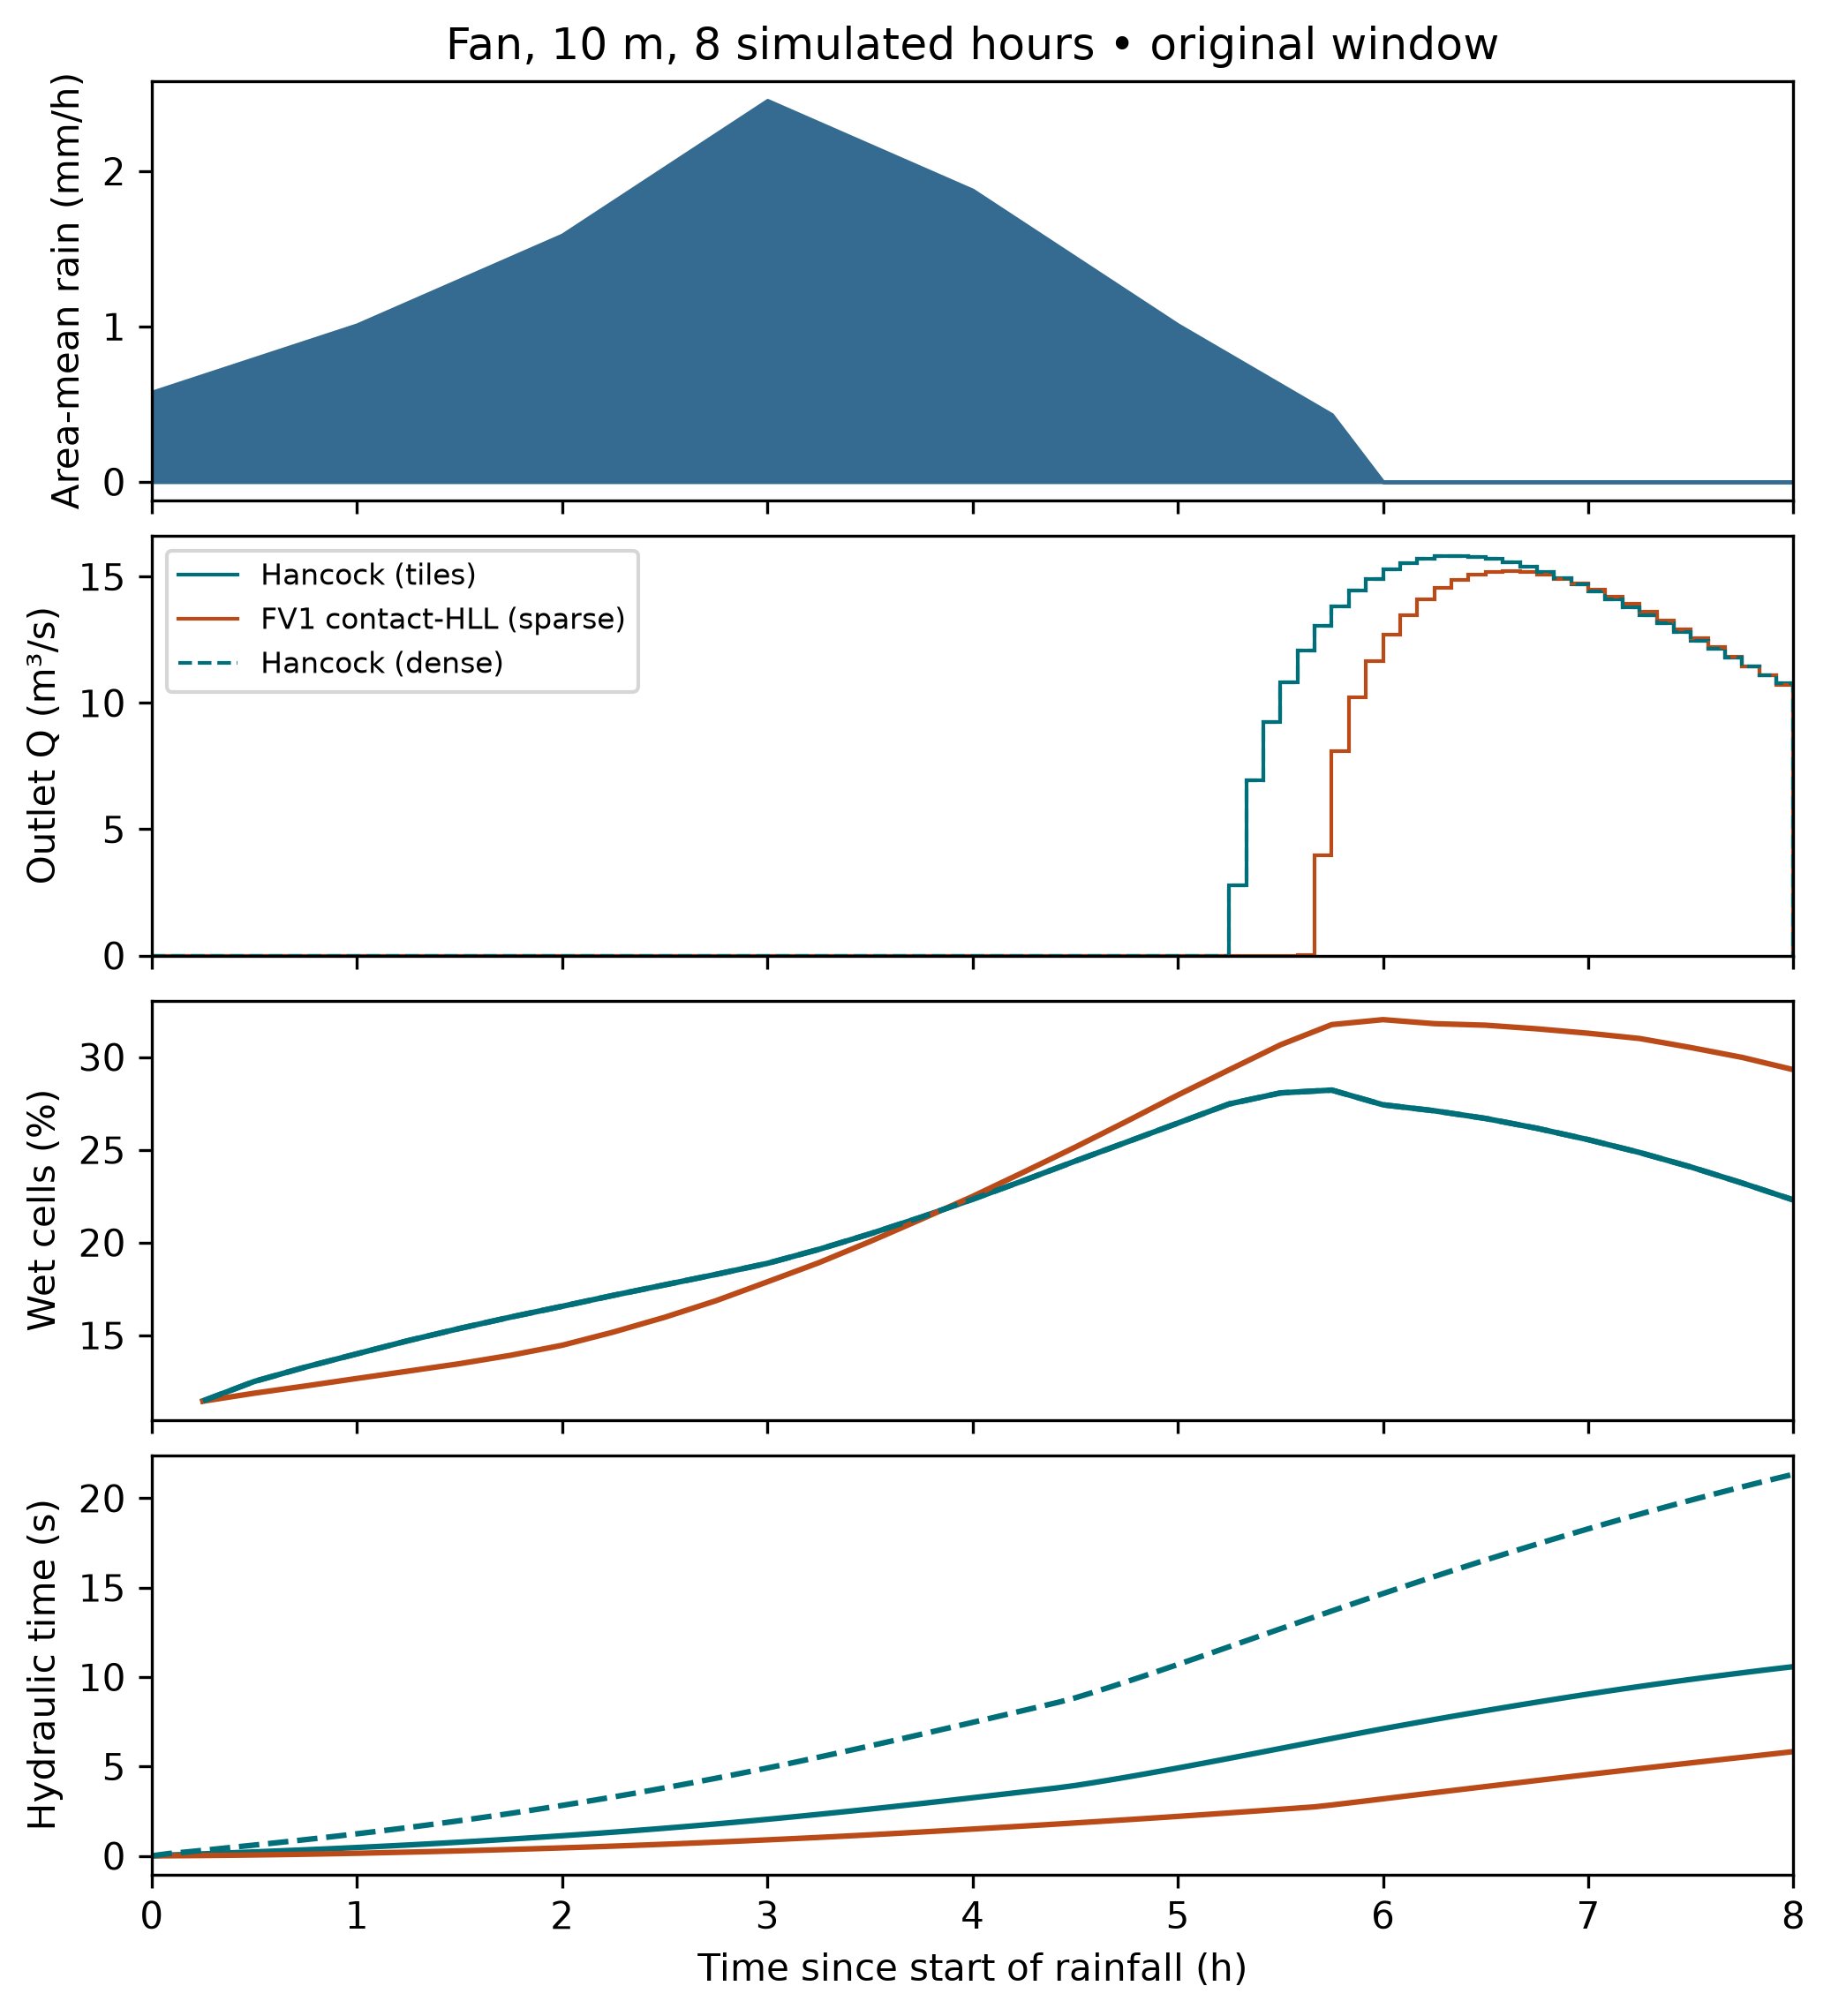 Fan, 10 m, 8 simulated hours • original window
Area-mean rain (mm/h)
2
1
0
Outlet Q (m³/s)
15
10
5
0
Hancock (tiles)
FV1 contact-HLL (sparse)
Hancock (dense)
Wet cells (%)
30
25
20
15
Hydraulic time (s)
20
15
10
5
0
0 1 2 3 4 5 6 7 8
Time since start of rainfall (h)